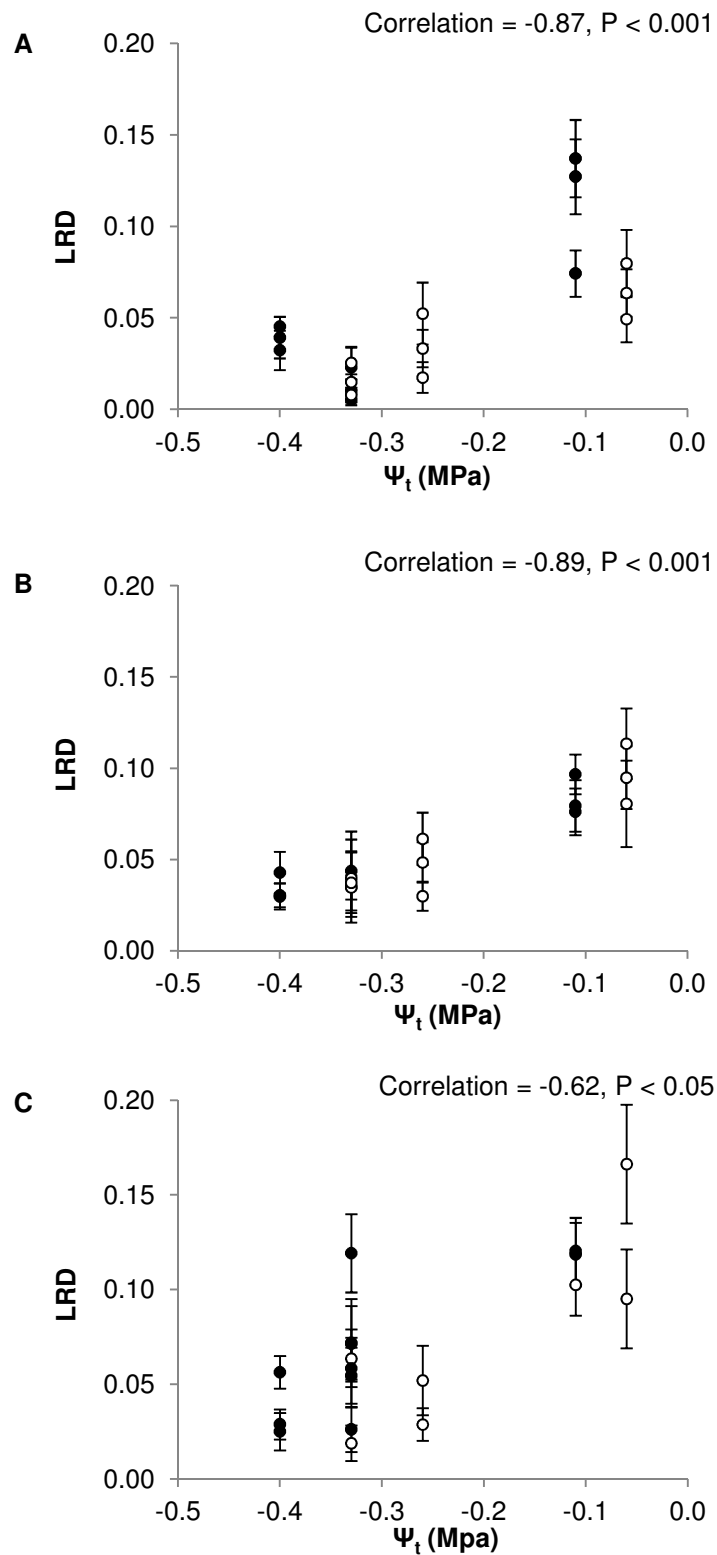 Correlation = -0.87, P < 0.001
A
0.20
0.15
0.10
0.05
0.00
LRD
-0.5 -0.4 -0.3 -0.2 -0.1 0.0
Ψt (MPa)
Correlation = -0.89, P < 0.001
B
0.20
0.15
0.10
0.05
0.00
LRD
-0.5 -0.4 -0.3 -0.2 -0.1 0.0
Ψt (MPa)
Correlation = -0.62, P < 0.05
C
0.20
0.15
0.10
0.05
0.00
LRD
-0.5 -0.4 -0.3 -0.2 -0.1 0.0
Ψt (Mpa)